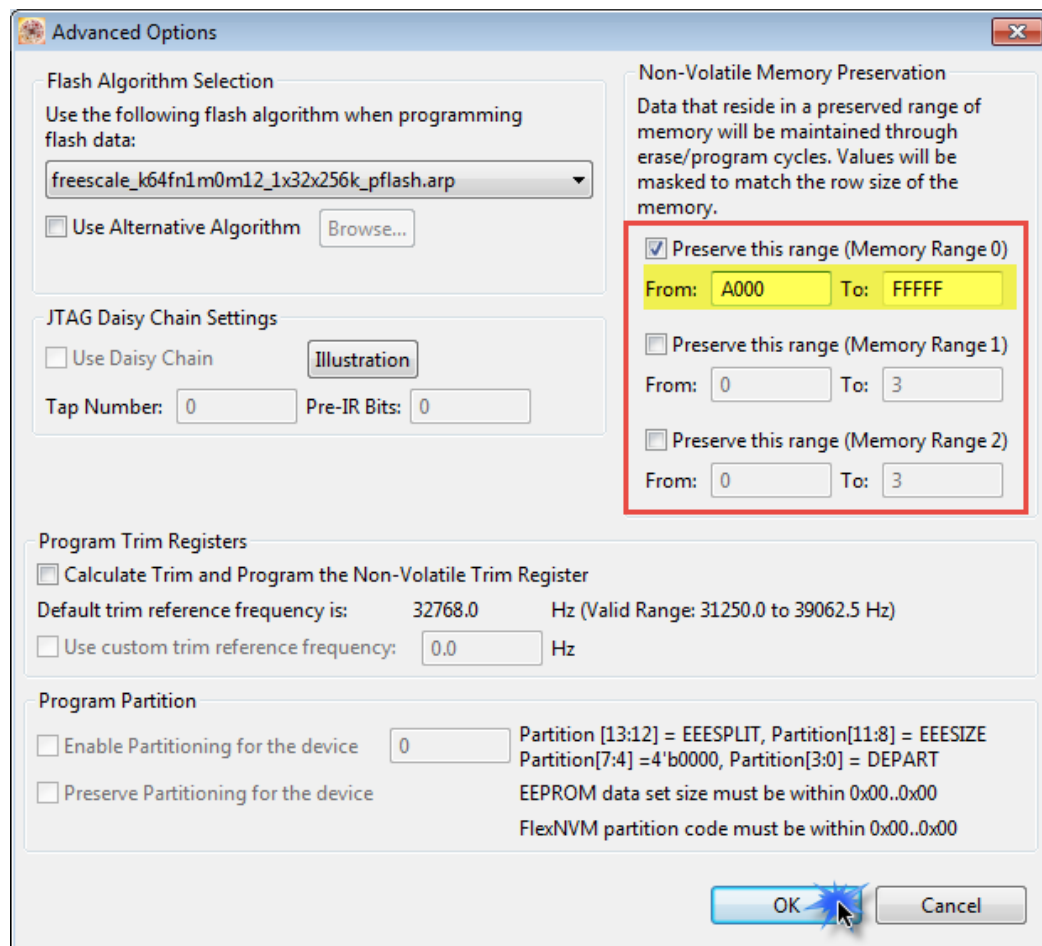 Advanced Options
Flash Algorithm Selection
Use the following flash algorithm when programming
flash data:
freescale_k64fn1m0m12_1x32x256k_pflash.arp
Use Alternative Algorithm
Browse...
JTAG Daisy Chain Settings
Use Daisy Chain
Illustration
Tap Number: 0 Pre-IR Bits: 0
Non-Volatile Memory Preservation
Data that reside in a preserved range of
memory will be maintained through
erase/program cycles. Values will be
masked to match the row size of the
memory.
Preserve this range (Memory Range 0)
From: A000 To: FFFFF
Preserve this range (Memory Range 1)
From: 0 To: 3
Preserve this range (Memory Range 2)
From: 0 To: 3
Program Trim Registers
Calculate Trim and Program the Non-Volatile Trim Register
Default trim reference frequency is: 32768.0 Hz (Valid Range: 31250.0 to 39062.5 Hz)
Use custom trim reference frequency: 0.0 Hz
Program Partition
Enable Partitioning for the device 0
Preserve Partitioning for the device
Partition [13:12] = EEESPLIT, Partition[11:8] = EEESIZE
Partition[7:4] =4'b0000, Partition[3:0] = DEPART
EEPROM data set size must be within 0x00..0x00
FlexNVM partition code must be within 0x00..0x00
OK
Cancel